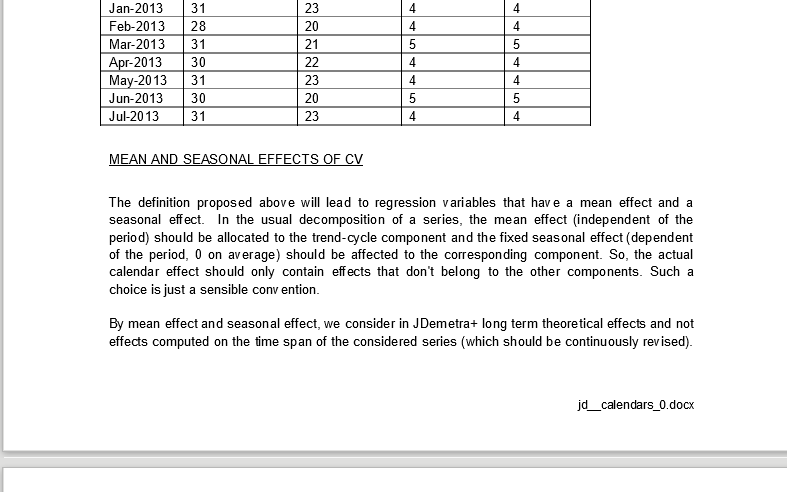 Jan-2013 31 23 4 4
Feb-2013 28 20 4 4
Mar-2013 31 21 5 5
Apr-2013 30 22 4 4
May-2013 31 23 4 4
Jun-2013 30 20 5 5
Jul-2013 31 23 4 4
MEAN AND SEASONAL EFFECTS OF CV
The definition proposed above will lead to regression variables that have a mean effect and a
seasonal effect. In the usual decomposition of a series, the mean effect (independent of the
period) should be allocated to the trend-cycle component and the fixed seasonal effect (dependent
of the period, 0 on average) should be affected to the corresponding component. So, the actual
calendar effect should only contain effects that don't belong to the other components. Such a
choice is just a sensible convention.
By mean effect and seasonal effect, we consider in JDemetra+ long term theoretical effects and not
effects computed on the time span of the considered series (which should be continuously revised).
jd__calendars_0.docx